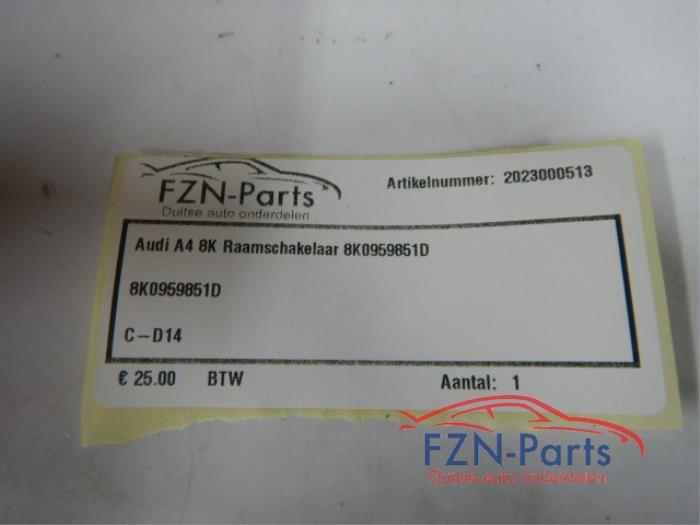 FZN-Parts
Duitse auto onderdelen
Artikelnummer: 2023000513
Audi A4 8K Raamschakelaar 8K0959851D
8K0959851D
C-D14
€ 25.00 BTW Aantal: 1
FZN-Parts
Duitse auto onderdelen